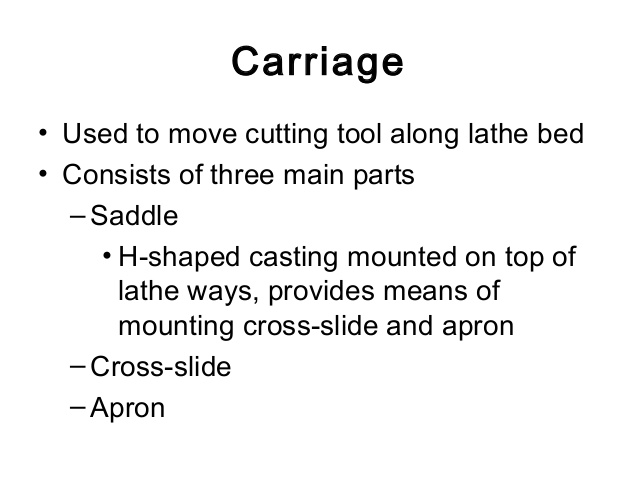 Carriage
• Used to move cutting tool along lathe bed
• Consists of three main parts
– Saddle
• H-shaped casting mounted on top of
lathe ways, provides means of
mounting cross-slide and apron
– Cross-slide
– Apron